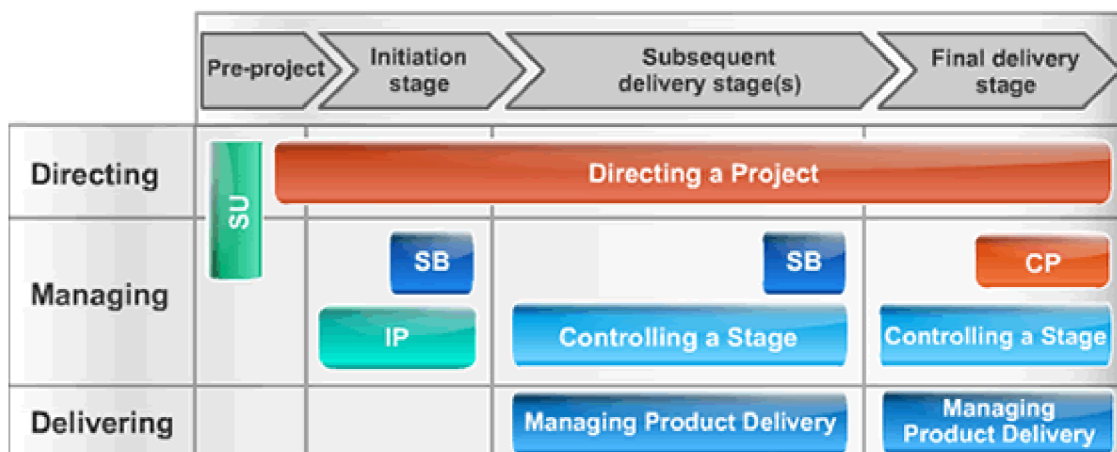 Pre-project
Initiation
stage
Subsequent
delivery stage(s)
Final delivery
stage
Directing
SU
Directing a Project
Managing
SB
SB
CP
IP
Controlling a Stage
Controlling a Stage
Delivering
Managing Product Delivery
Managing
Product Delivery